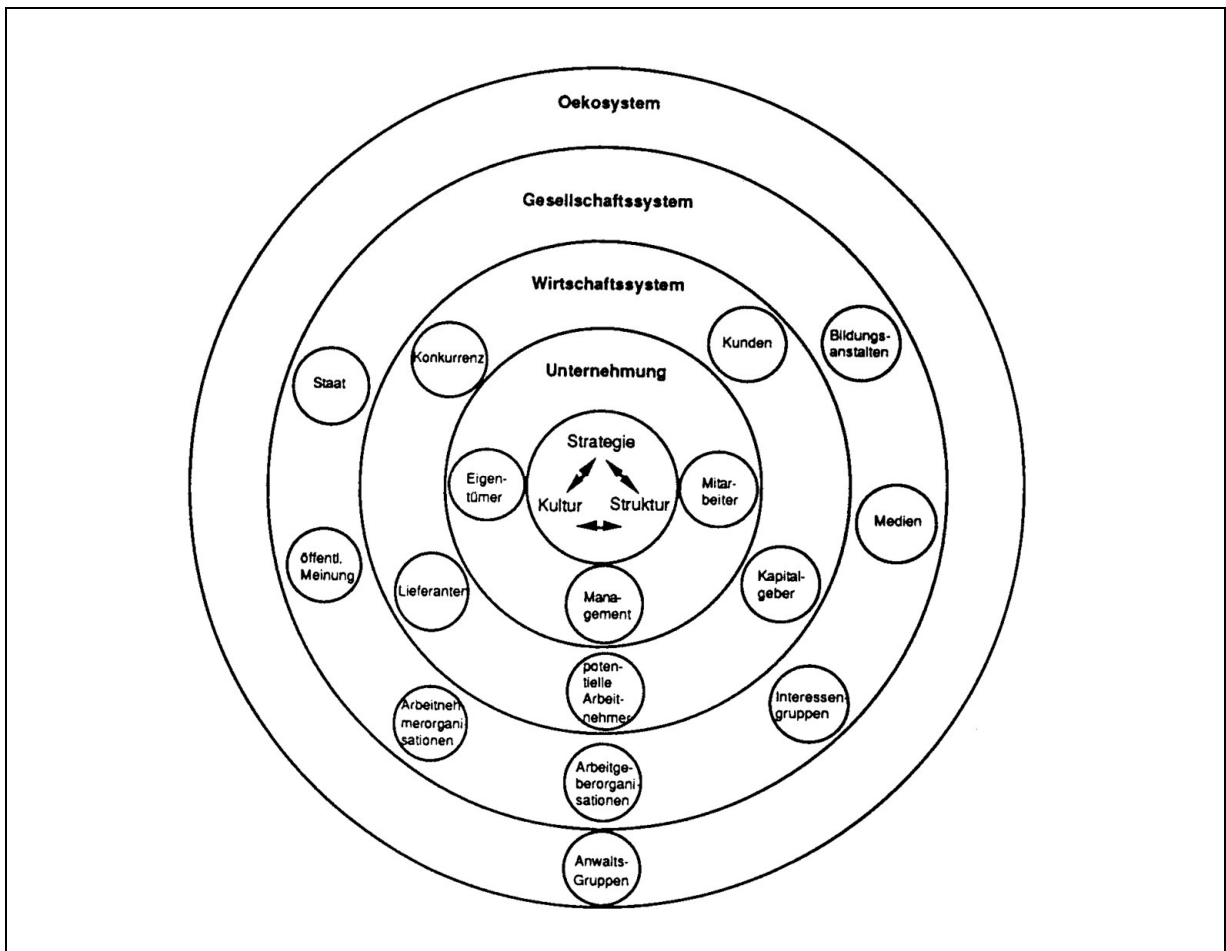 Oekosystem
Gesellschaftssystem
Wirtschaftssystem
Kunden
Bildungs-
anstalten
Konkurrenz
Staat
Unternehmung
Strategie
Kultur
Struktur
Eigen-
tümer
Mitar-
beiter
Medien
öffentl.
Meinung
Lieferanten
Mana-
gement
Kapital-
geber
poten-
tielle
Arbeit-
nehmer
Interessen-
gruppen
Arbeitneh
merorgani-
sationen
Arbeitge-
berorgani-
sationen
Anwalts-
Gruppen